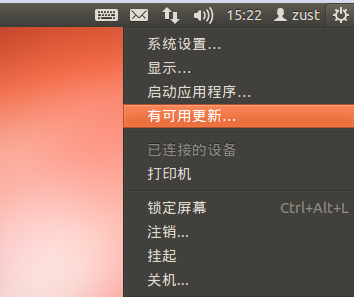 15:22 zust
系统设置...
显示...
启动应用程序...
有可用更新...
已连接的设备
打印机
锁定屏幕 Ctrl+Alt+L
注销...
挂起
关机...